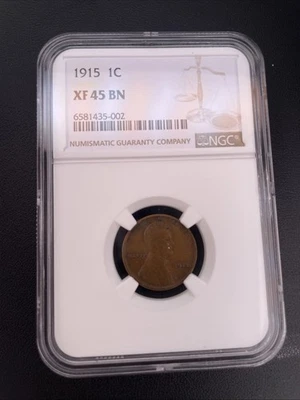 1915 1C
XF 45 BN
6581435-002
NUMISMATIC GUARANTY COMPANY
NGC